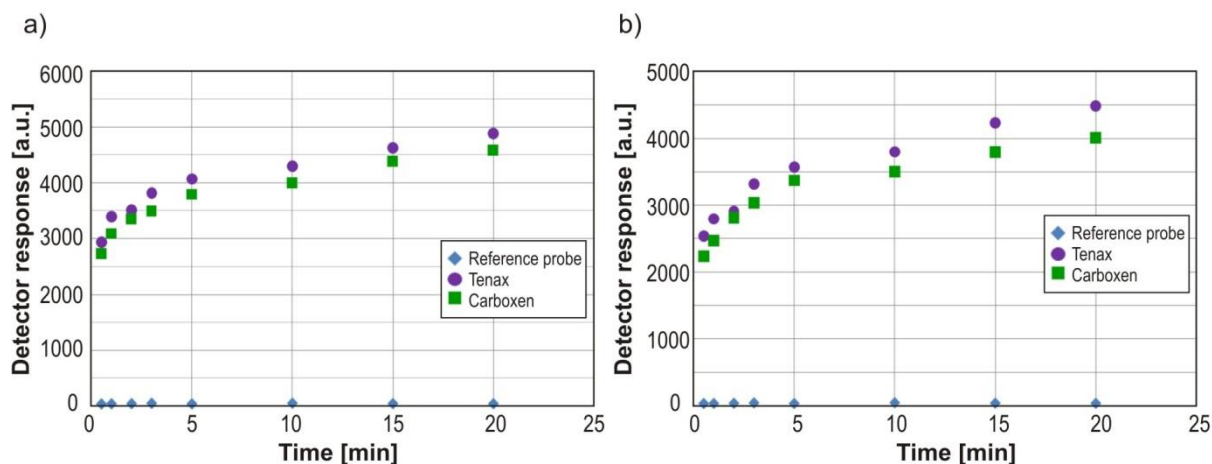 a)
6000
5000
4000
3000
2000
1000
0
Detector response [a.u.]
Reference probe
Tenax
Carboxen
0 5 10 15 20 25
Time [min]
b)
5000
4000
3000
2000
1000
0
Detector response [a.u.]
Reference probe
Tenax
Carboxen
0 5 10 15 20 25
Time [min]